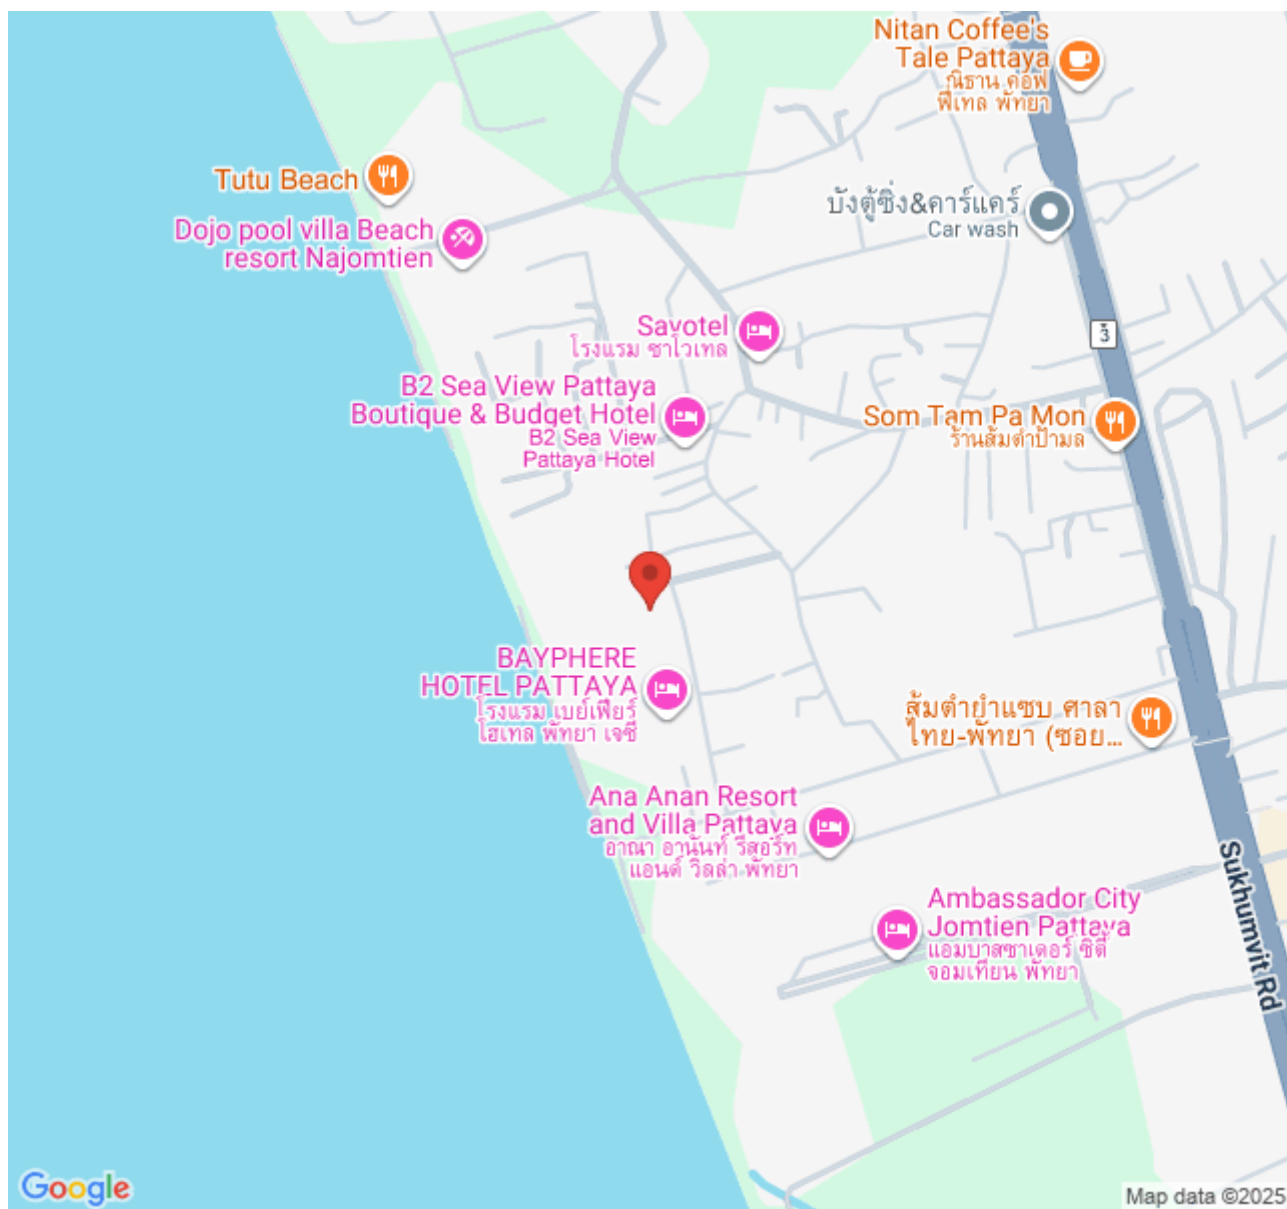 Nitan Coffee's
Tale Pattaya
ณิธาน คอฟ
ฟี่เทล พัทยา
Tutu Beach
บังตู้ซิ่ง&คาร์แคร์
Car wash
Dojo pool villa Beach
resort Najomtien
Savotel
โรงแรม ซาโวเทล
3
B2 Sea View Pattaya
Boutique & Budget Hotel
B2 Sea View
Pattaya Hotel
Som Tam Pa Mon
ร้านส้มตำป้ามล
BAYPHERE
HOTEL PATTAYA
โรงแรม เบย์เฟียร์
โฮเทล พัทยา เจซี
ส้มตำยำแซบ ศาลา
ไทย-พัทยา (ซอย...
Ana Anan Resort
and Villa Pattaya
อาณา อานันท์ รีสอร์ท
แอนด์ วิลล่า พัทยา
Sukhumvit Rd
Ambassador City
Jomtien Pattaya
แอมบาสซาเดอร์ ซิตี้
จอมเทียน พัทยา
Google
Map data ©2025